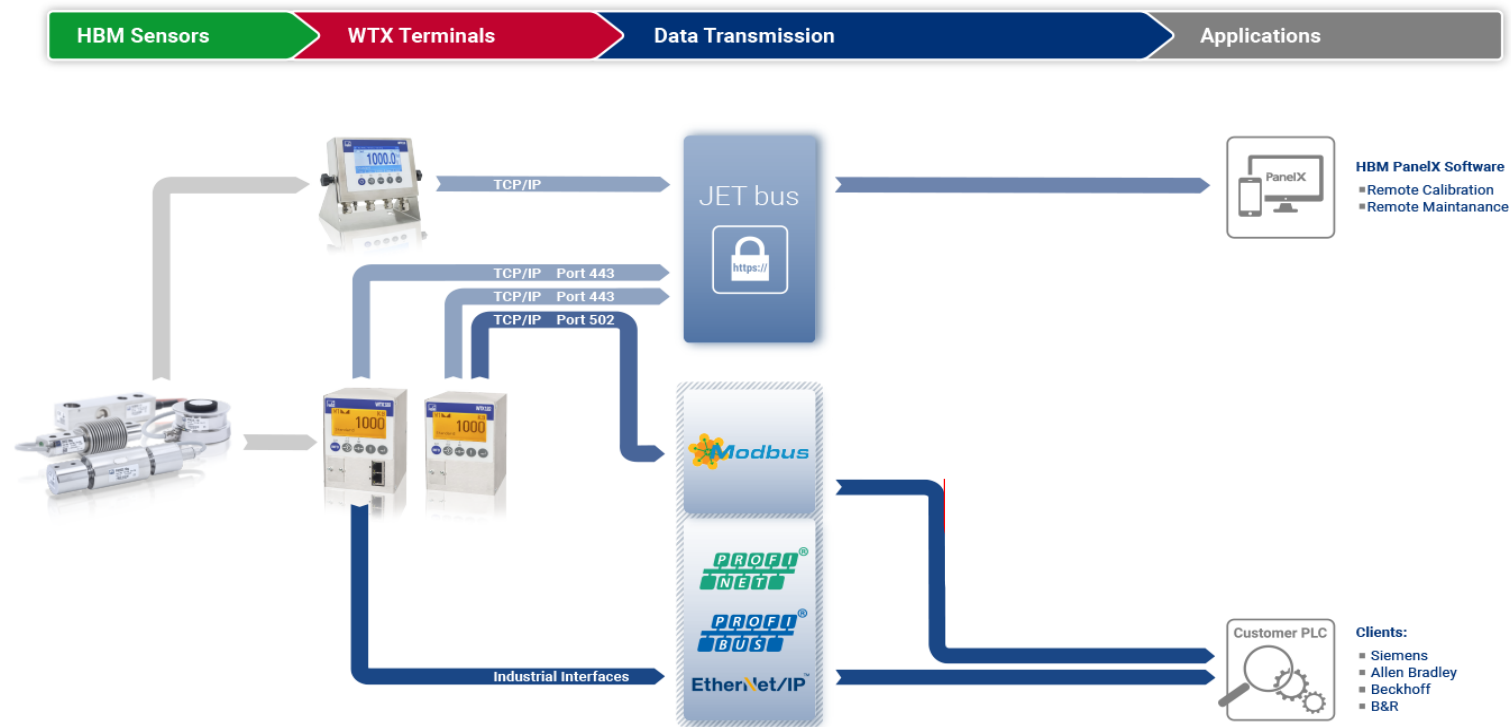 HBM Sensors
WTX Terminals
Data Transmission
Applications
1000.0
TCP/IP
JET bus
https://
PanelX
HBM PanelX Software
Remote Calibration
Remote Maintanance
TCP/IP Port 443
TCP/IP Port 443
TCP/IP Port 502
1000
1000
Modbus
PROFI®
NET
PROFI®
BUS
Industrial Interfaces
EtherNet/IP™
Customer PLC
Clients:
Siemens
Allen Bradley
Beckhoff
B&R